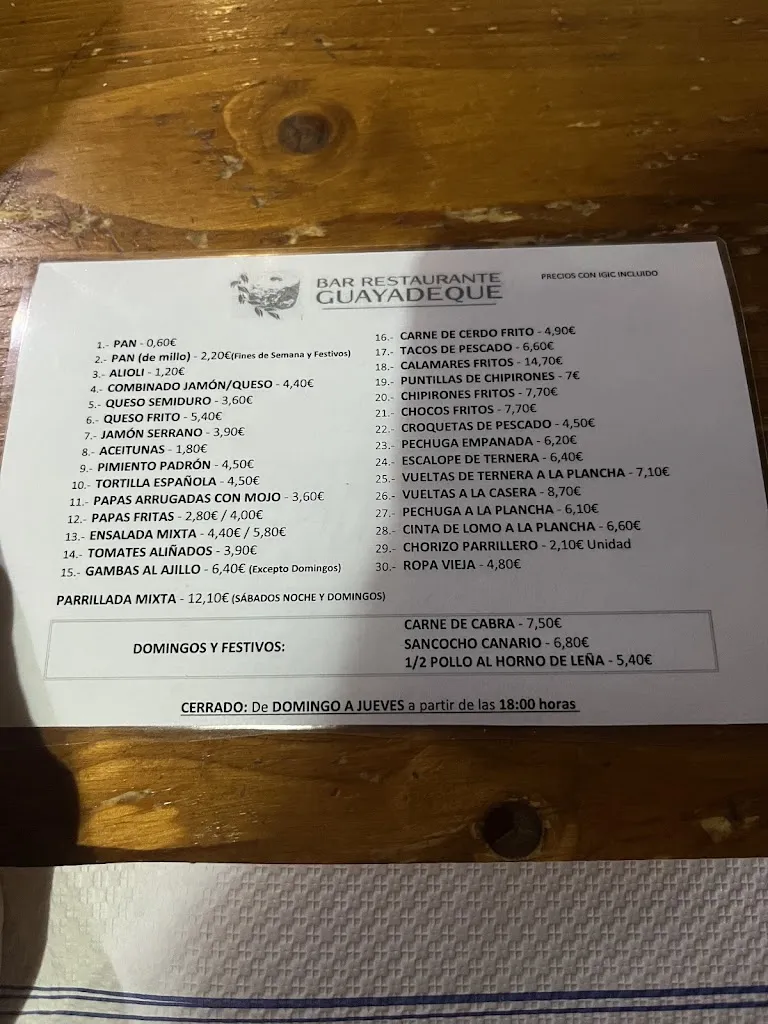 BAR RESTAURANTE
GUAYADEQUE
PRECIOS CON IGIC INCLUIDO
1.- PAN - 0,60€
2.- PAN (de millo) - 2,20€(Fines de Semana y Festivos)
3.- ALIOLI - 1,20€
4.- COMBINADO JAMÓN/QUESO - 4,40€
5.- QUESO SEMIDURO - 3,60€
6.- QUESO FRITO - 5,40€
7.- JAMÓN SERRANO - 3,90€
8.- ACEITUNAS - 1,80€
9.- PIMIENTO PADRÓN - 4,50€
10.- TORTILLA ESPAÑOLA - 4,50€
11.- PAPAS ARRUGADAS CON MOJO - 3,60€
12.- PAPAS FRITAS - 2,80€ / 4,00€
13.- ENSALADA MIXTA - 4,40€ / 5,80€
14.- TOMATES ALIÑADOS - 3,90€
15.- GAMBAS AL AJILLO - 6,40€ (Excepto Domingos)
16.- CARNE DE CERDO FRITO - 4,90€
17.- TACOS DE PESCADO - 6,60€
18.- CALAMARES FRITOS - 14,70€
19.- PUNTILLAS DE CHIPIRONES - 7€
20.- CHIPIRONES FRITOS - 7,70€
21.- CHOCOS FRITOS - 7,70€
22.- CROQUETAS DE PESCADO - 4,50€
23.- PECHUGA EMPANADA - 6,20€
24.- ESCALOPE DE TERNERA - 6,40€
25.- VUELTAS DE TERNERA A LA PLANCHA - 7,10€
26.- VUELTAS A LA CASERA - 8,70€
27.- PECHUGA A LA PLANCHA - 6,10€
28.- CINTA DE LOMO A LA PLANCHA - 6,60€
29.- CHORIZO PARRILLERO - 2,10€ Unidad
30.- ROPA VIEJA - 4,80€
PARRILLADA MIXTA - 12,10€ (SÁBADOS NOCHE Y DOMINGOS)
DOMINGOS Y FESTIVOS:
CARNE DE CABRA - 7,50€
SANCOCHO CANARIO - 6,80€
1/2 POLLO AL HORNO DE LEÑA - 5,40€
CERRADO: De DOMINGO A JUEVES a partir de las 18:00 horas